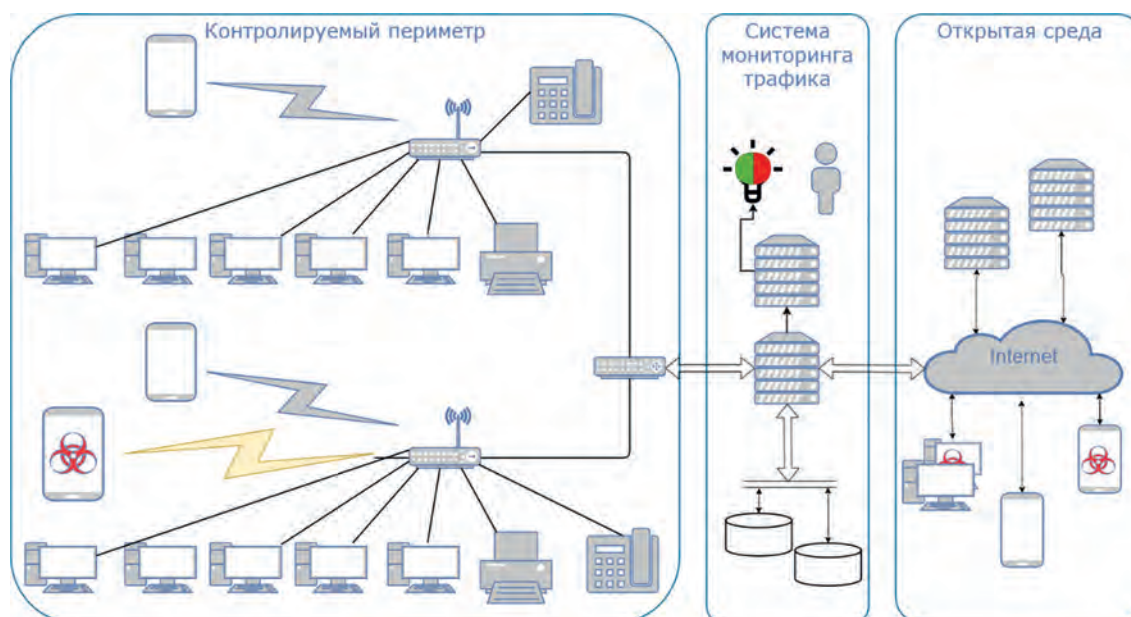 Контролируемый периметр
Система
мониторинга
трафика
Открытая среда
Internet